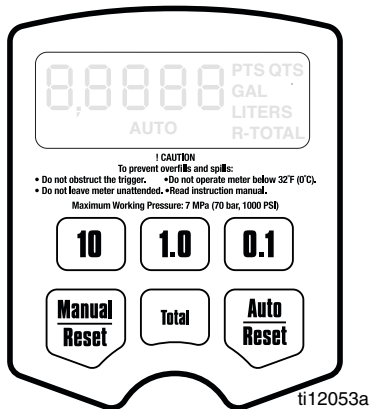 8,8888 PTS QTS
GAL
LITERS
AUTO R-TOTAL
! CAUTION
To prevent overfills and spills:
• Do not obstruct the trigger. •Do not operate meter below 32°F (0°C).
• Do not leave meter unattended. •Read instruction manual.
Maximum Working Pressure: 7 MPa (70 bar, 1000 PSI)
10 1.0 0.1
Manual Total Auto
Reset Reset
ti12053a